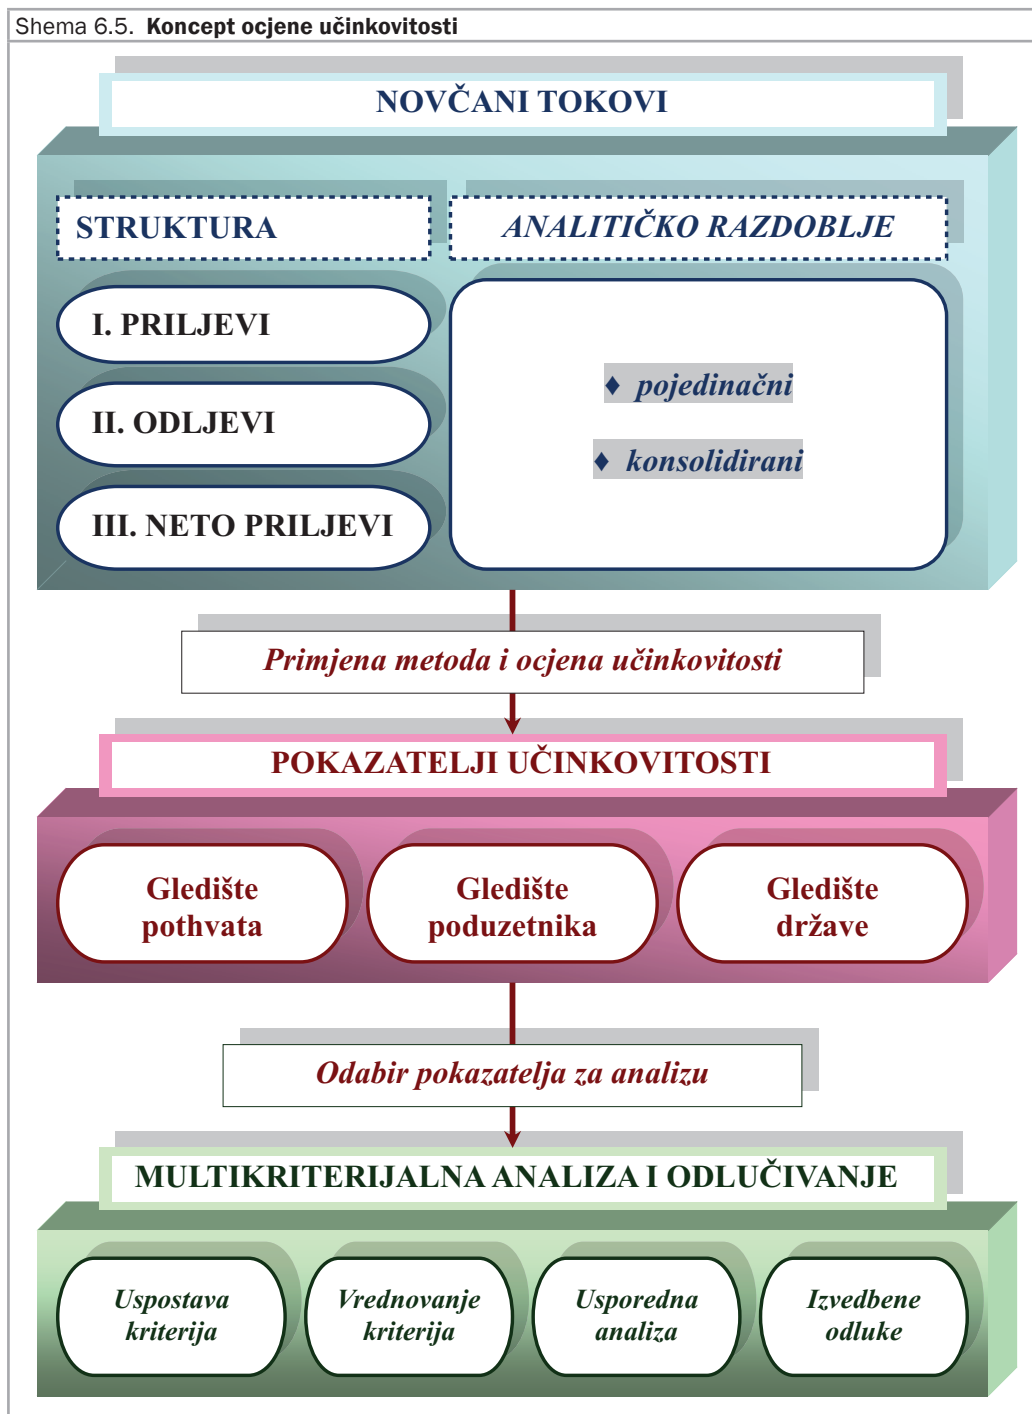 Shema 6.5. Koncept ocjene učinkovitosti
NOVČANI TOKOVI
STRUKTURA
ANALITIČKO RAZDOBLJE
I. PRILJEVI
II. ODLJEVI
III. NETO PRILJEVI
♦ pojedinačni
♦ konsolidirani
Primjena metoda i ocjena učinkovitosti
POKAZATELJI UČINKOVITOSTI
Gledište
pothvata
Gledište
poduzetnika
Gledište
države
Odabir pokazatelja za analizu
MULTIKRITERIJALNA ANALIZA I ODLUČIVANJE
Uspostava
kriterija
Vrednovanje
kriterija
Usporedna
analiza
Izvedbene
odluke